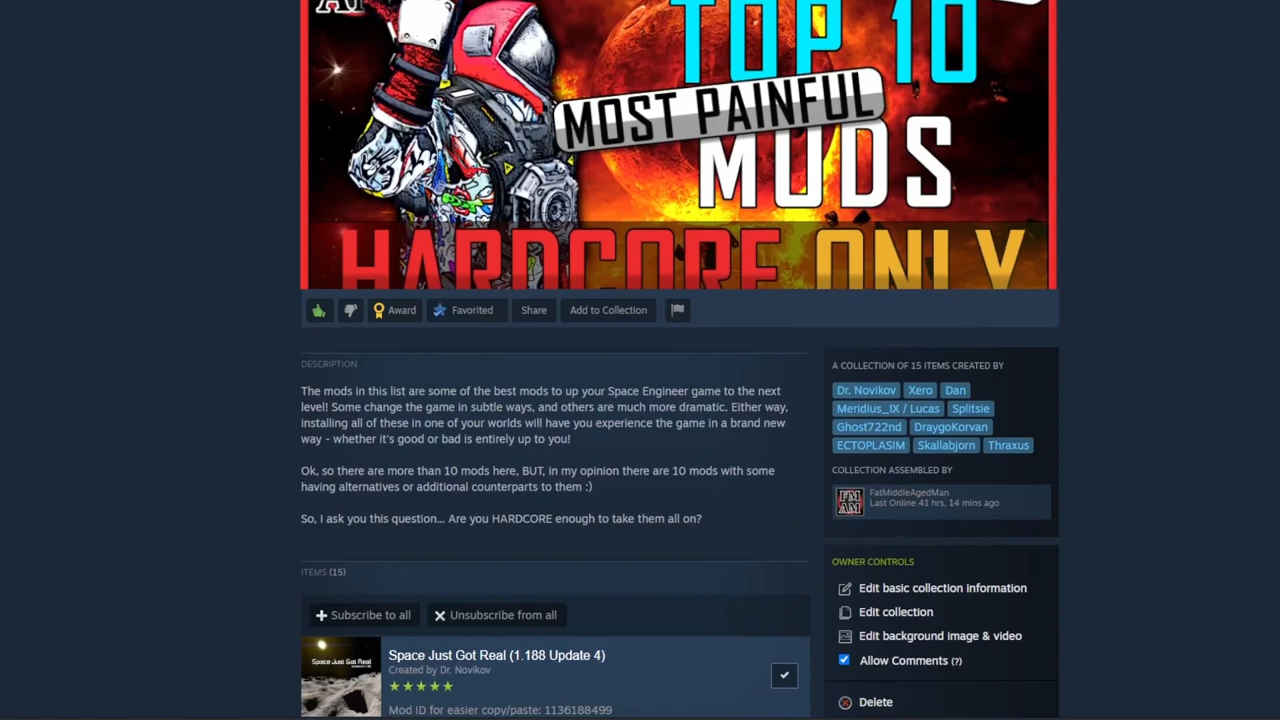 TOP 10
MOST PAINFUL
MODS
HARDCORE ONLY
Award
Favorited
Share
Add to Collection
DESCRIPTION
The mods in this list are some of the best mods to up your Space Engineer game to the next
level! Some change the game in subtle ways, and others are much more dramatic. Either way,
installing all of these in one of your worlds will have you experience the game in a brand new
way - whether it's good or bad is entirely up to you!
Ok, so there are more than 10 mods here, BUT, in my opinion there are 10 mods with some
having alternatives or additional counterparts to them :)
So, I ask you this question... Are you HARDCORE enough to take them all on?
ITEMS (15)
Subscribe to all
Unsubscribe from all
Space Just Got Real
Space Just Got Real (1.188 Update 4)
Created by Dr. Novikov
Mod ID for easier copy/paste: 1136188499
A COLLECTION OF 15 ITEMS CREATED BY
Dr. Novikov Xero Dan
Meridius_IX / Lucas Splitsie
Ghost722nd DraygoKorvan
ECTOPLASIM Skallabjorn Thraxus
COLLECTION ASSEMBLED BY
FM
AM
FatMiddleAgedMan
Last Online 41 hrs, 14 mins ago
OWNER CONTROLS
Edit basic collection information
Edit collection
Edit background image & video
Allow Comments (?)
Delete